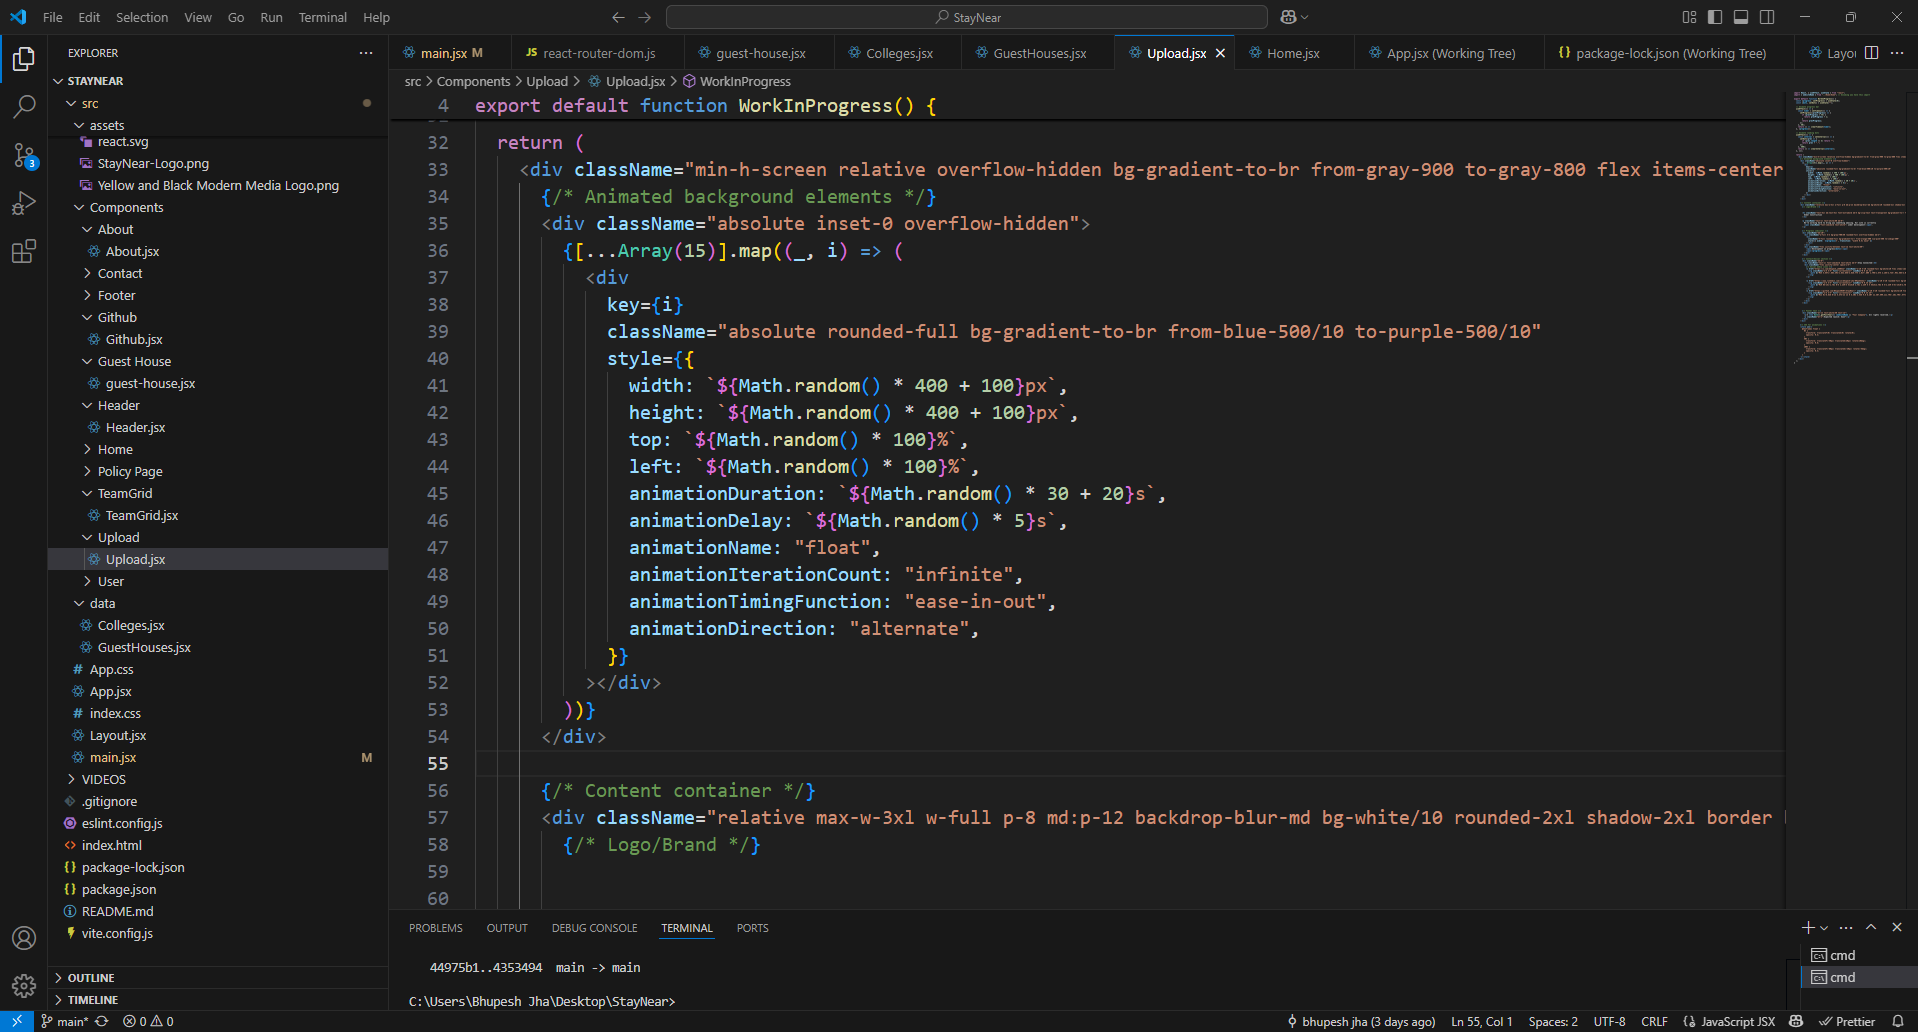 File Edit Selection View Go Run Terminal Help
StayNear
EXPLORER
STAYNEAR
src
assets
react.svg
StayNear-Logo.png
Yellow and Black Modern Media Logo.png
Components
About
About.jsx
Contact
Footer
Github
Github.jsx
Guest House
guest-house.jsx
Header
Header.jsx
Home
Policy Page
TeamGrid
TeamGrid.jsx
Upload
Upload.jsx
User
data
Colleges.jsx
GuestHouses.jsx
# App.css
App.jsx
# index.css
Layout.jsx
main.jsx M
VIDEOS
.gitignore
eslint.config.js
<> index.html
{} package-lock.json
{} package.json
README.md
vite.config.js
OUTLINE
TIMELINE
3
main.jsx M JS react-router-dom.js guest-house.jsx Colleges.jsx GuestHouses.jsx Upload.jsx Home.jsx App.jsx (Working Tree) {} package-lock.json (Working Tree) Layou
src > Components > Upload > Upload.jsx > WorkInProgress
4 export default function WorkInProgress() {
32 return (
33 <div className="min-h-screen relative overflow-hidden bg-gradient-to-br from-gray-900 to-gray-800 flex items-center
34 {/* Animated background elements */}
35 <div className="absolute inset-0 overflow-hidden">
36 {[...Array(15)].map((_, i) => (
37 <div
38 key={i}
39 className="absolute rounded-full bg-gradient-to-br from-blue-500/10 to-purple-500/10"
40 style={{
41 width: `${Math.random() * 400 + 100}px`,
42 height: `${Math.random() * 400 + 100}px`,
43 top: `${Math.random() * 100}%`,
44 left: `${Math.random() * 100}%`,
45 animationDuration: `${Math.random() * 30 + 20}s`,
46 animationDelay: `${Math.random() * 5}s`,
47 animationName: "float",
48 animationIterationCount: "infinite",
49 animationTimingFunction: "ease-in-out",
50 animationDirection: "alternate",
51 }}
52 ></div>
53 ))}
54 </div>
55
56 {/* Content container */}
57 <div className="relative max-w-3xl w-full p-8 md:p-12 backdrop-blur-md bg-white/10 rounded-2xl shadow-2xl border
58 {/* Logo/Brand */}
59
60
PROBLEMS OUTPUT DEBUG CONSOLE TERMINAL PORTS
44975b1..4353494 main -> main
C:\Users\Bhupesh Jha\Desktop\StayNear>
cmd
cmd
main* 0 0 bhupesh jha (3 days ago) Ln 55, Col 1 Spaces: 2 UTF-8 CRLF {} JavaScript JSX Prettier